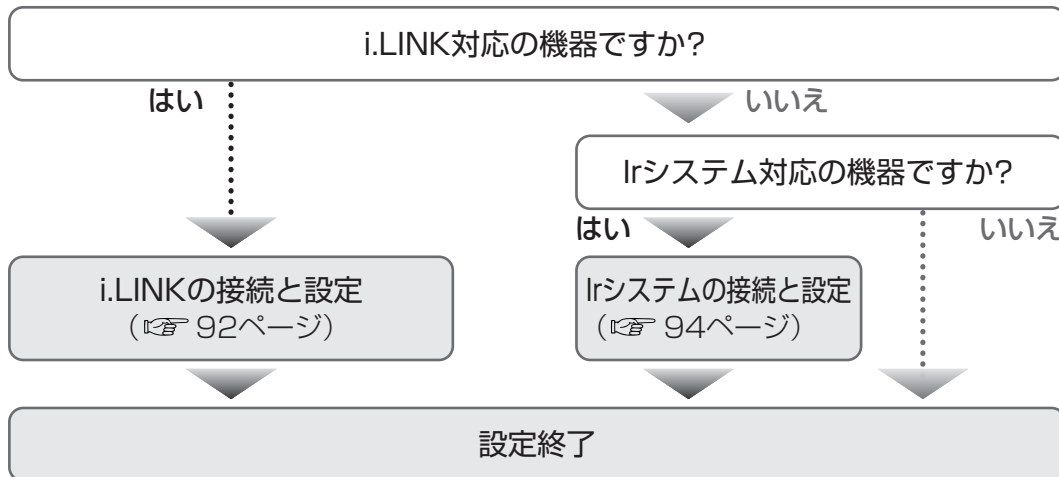 i.LINK対応の機器ですか?
はい
いいえ
Irシステム対応の機器ですか?
はい
いいえ
i.LINKの接続と設定
(☞ 92ページ)
Irシステムの接続と設定
(☞ 94ページ)
設定終了